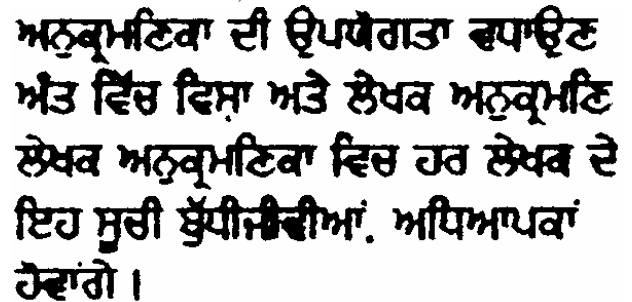 ਅਨੁਕ੍ਰਮਣਿਕਾ ਦੀ ਉਪਯੋਗਤਾ ਵਧਾਉਣ
ਅੰਤ ਵਿੱਚ ਵਿਸ਼ਾ ਅਤੇ ਲੇਖਕ ਅਨੁਕ੍ਰਮਣਿ
ਲੇਖਕ ਅਨੁਕ੍ਰਮਣਿਕਾ ਵਿਚ ਹਰ ਲੇਖਕ ਦੇ
ਇਹ ਸੂਚੀ ਬੁੱਧੀਜੀਵੀਆਂ. ਅਧਿਆਪਕਾਂ
ਹੋਵਾਂਗੇ।